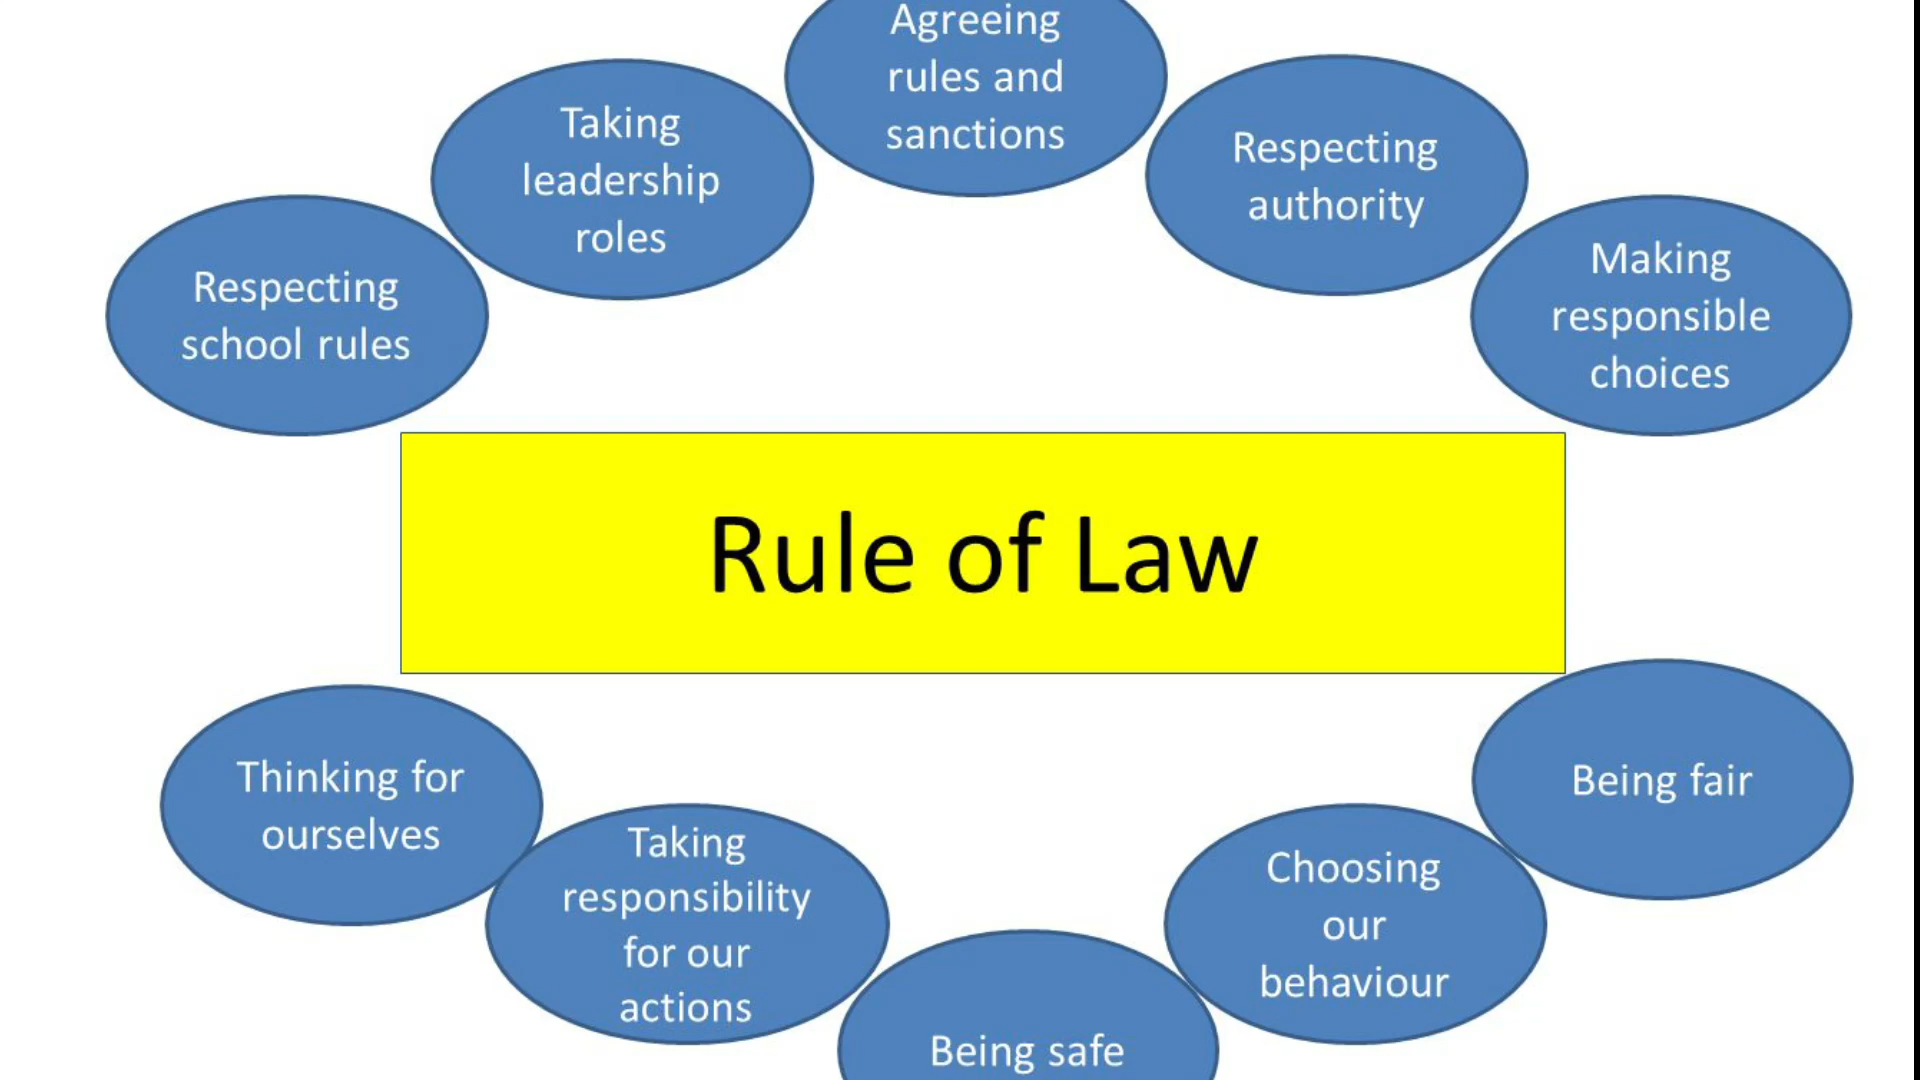 Agreeing
rules and
sanctions
Taking
leadership
roles
Respecting
authority
Respecting
school rules
Making
responsible
choices
Rule of Law
Thinking for
ourselves
Being fair
Taking
responsibility
for our
actions
Choosing
our
behaviour
Being safe